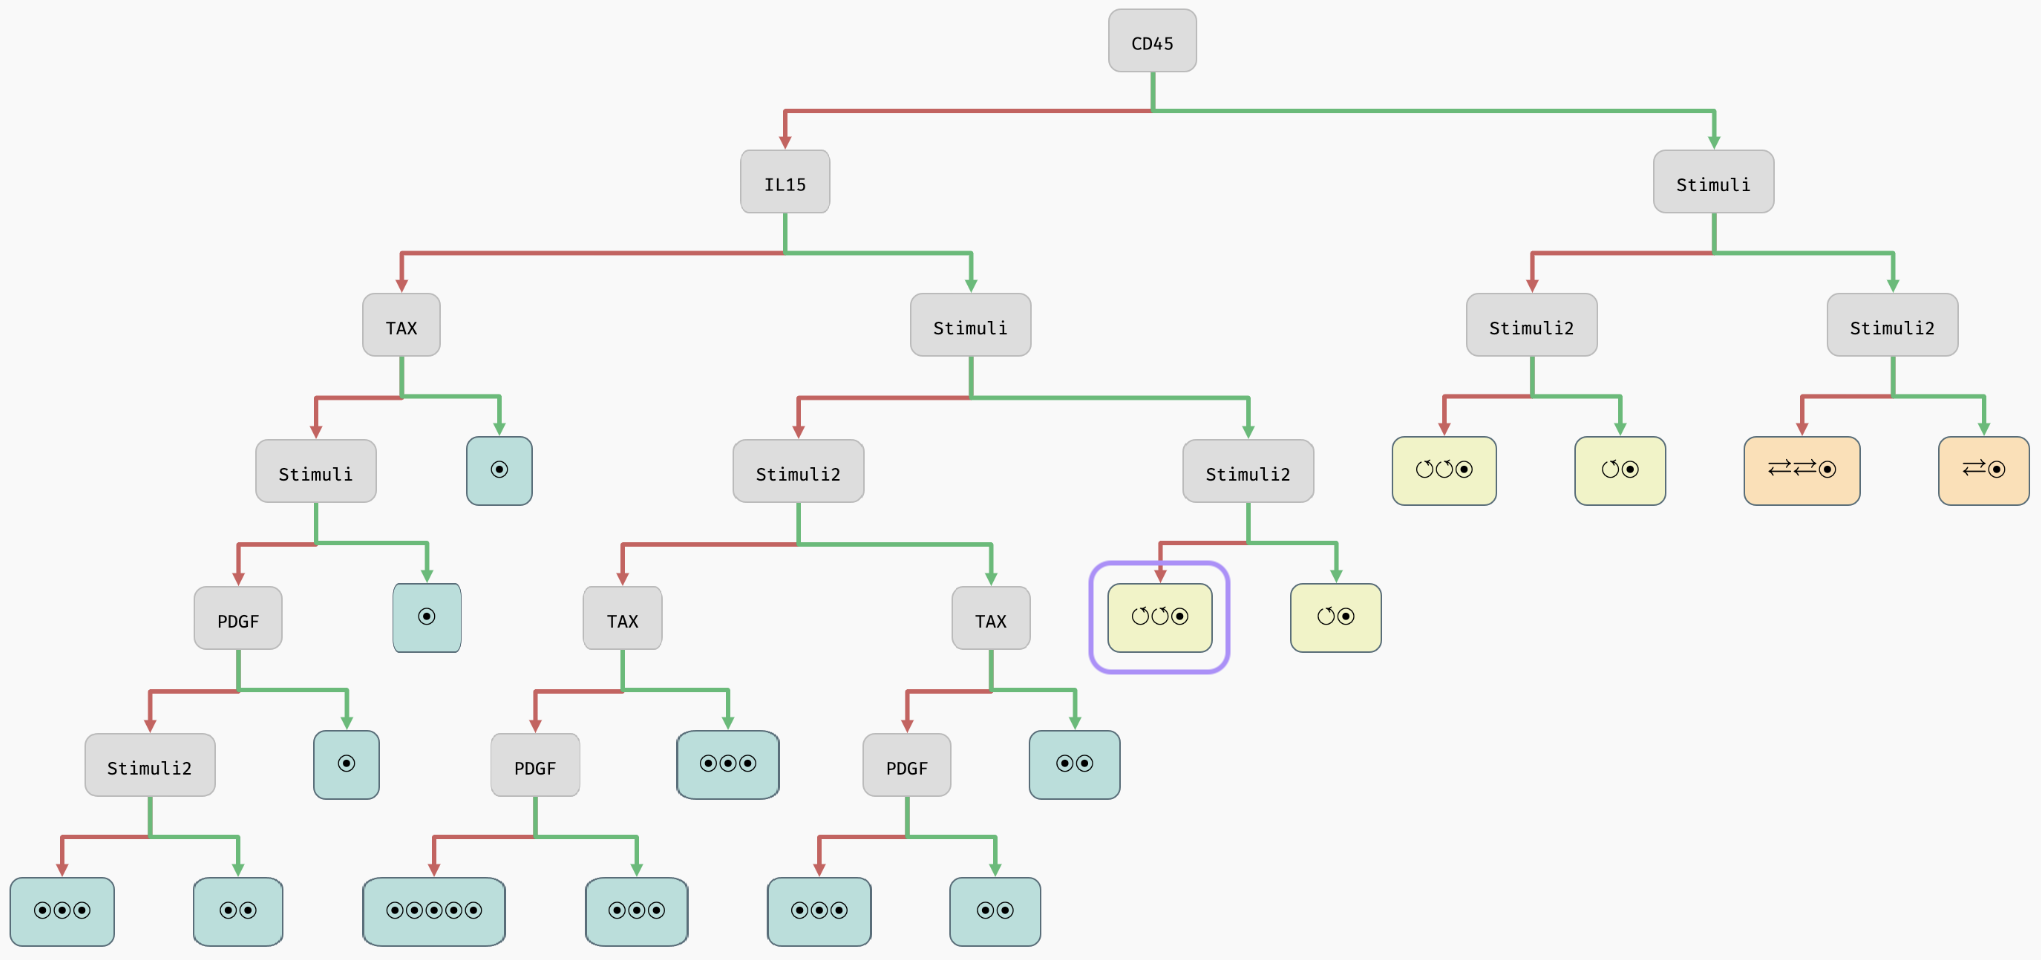 CD45
IL15 Stimuli
TAX Stimuli Stimuli2 Stimuli2
Stimuli ⦿ Stimuli2 Stimuli2 ↺↺⦿ ↺⦿ ⇄⇄⦿ ⇄⦿
PDGF ⦿ TAX TAX ↺↺⦿ ↺⦿
Stimuli2 ⦿ PDGF ⦿⦿⦿ PDGF ⦿⦿
⦿⦿⦿ ⦿⦿ ⦿⦿⦿⦿⦿ ⦿⦿⦿ ⦿⦿⦿ ⦿⦿